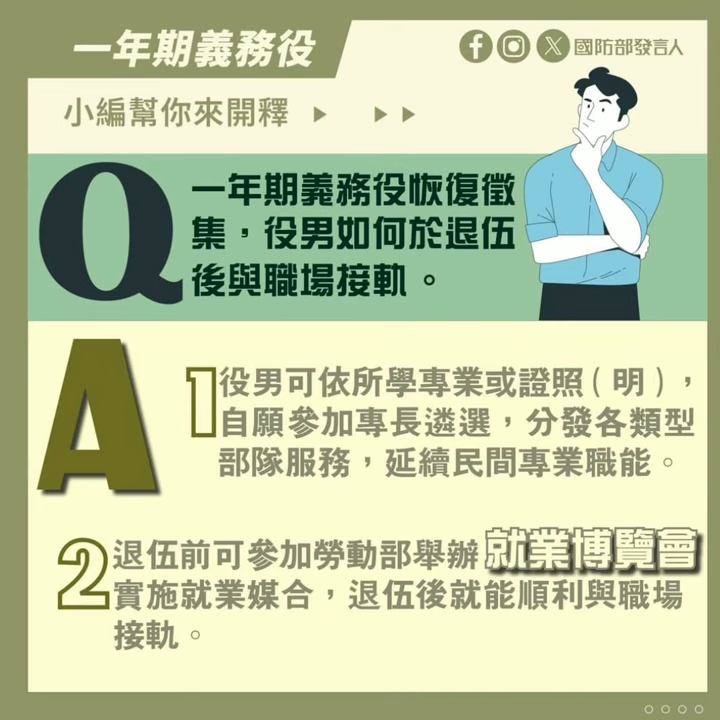 一年期義務役
國防部發言人
小編幫你來開釋
Q
一年期義務役恢復徵
集，役男如何於退伍
後與職場接軌。
A
1
役男可依所學專業或證照（明），
自願參加專長遴選，分發各類型
部隊服務，延續民間專業職能。
2
退伍前可參加勞動部舉辦就業博覽會
實施就業媒合，退伍後就能順利與職場
接軌。